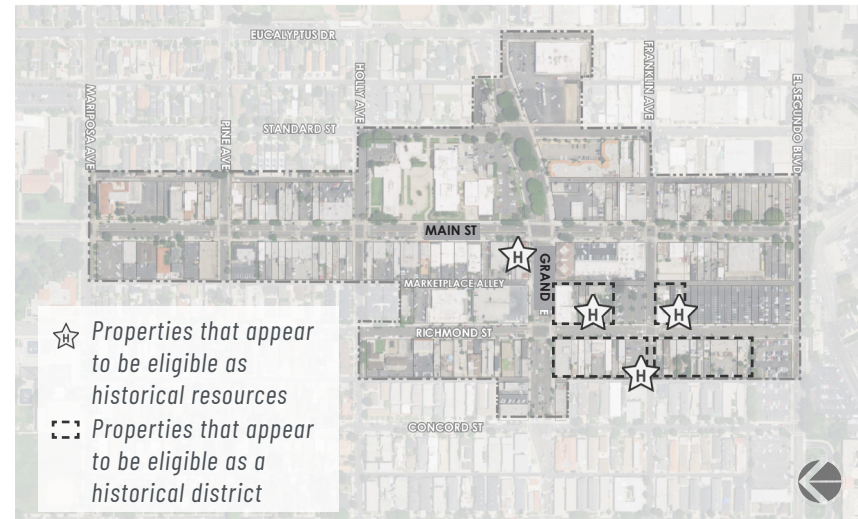 EUCALYPTUS DR
MARIPOSA AVE
PINE AVE
HOLLY AVE
STANDARD ST
FRANKLIN AVE
EL SEGUNDO BLVD
MAIN ST
H
GRAND
E
MARKETPLACE ALLEY
H
H
RICHMOND ST
H
CONCORD ST
H
Properties that appear
to be eligible as
historical resources
Properties that appear
to be eligible as a
historical district